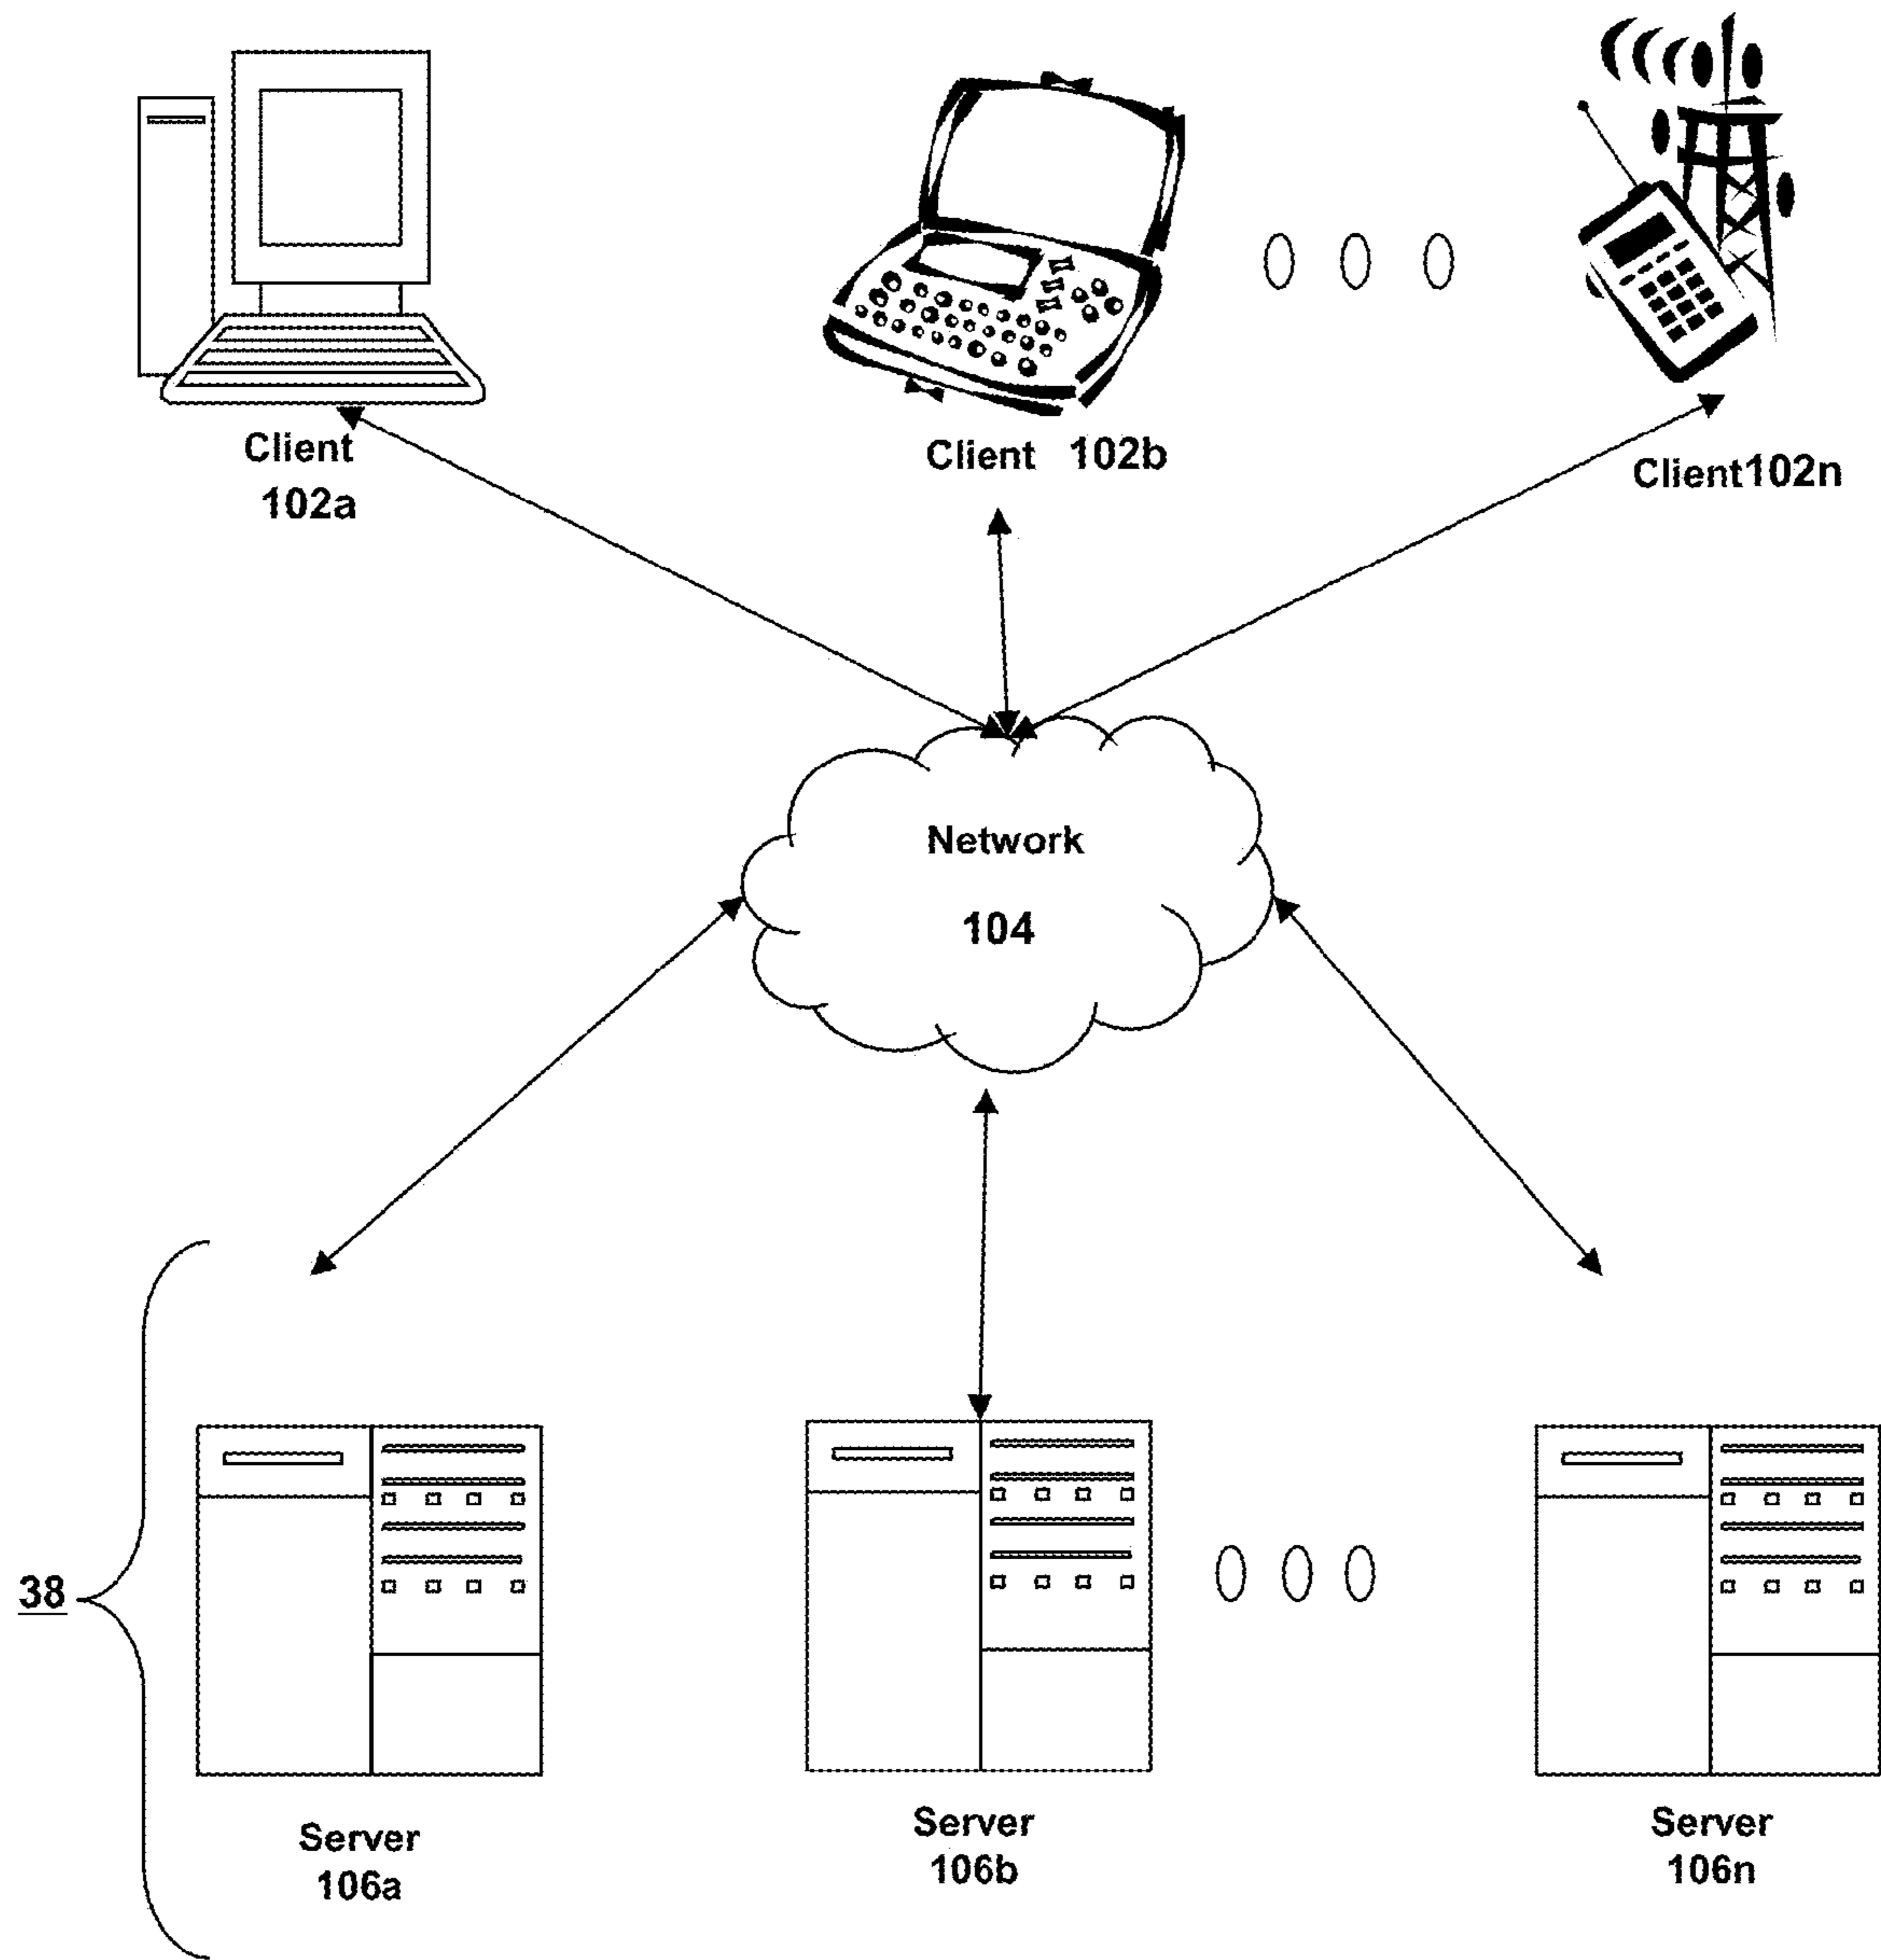 Client
102a
Client 102b
Client102n
Network
104
38
Server
106a
Server
106b
Server
106n